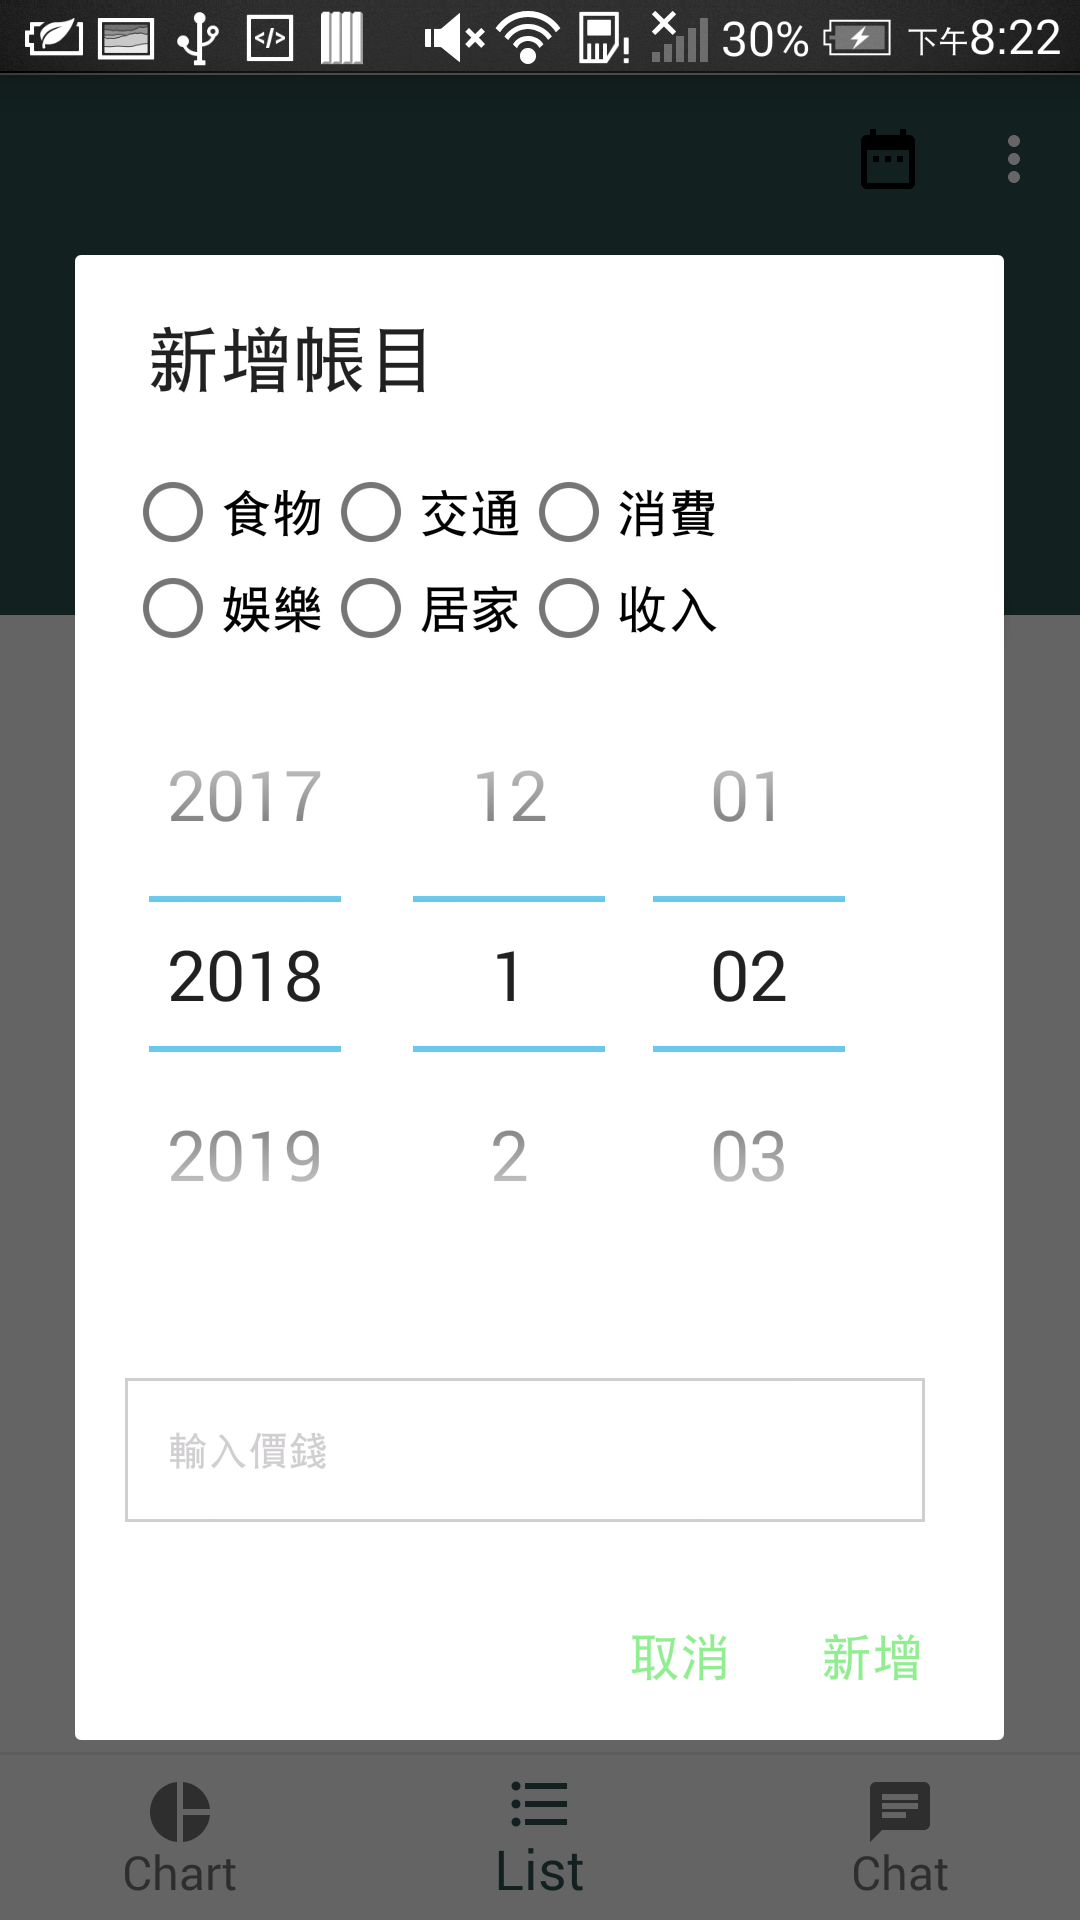 30% 下午8:22
新增帳目
食物 交通 消費
娛樂 居家 收入
2017 12 01
2018 1 02
2019 2 03
輸入價錢
取消 新增
Chart List Chat